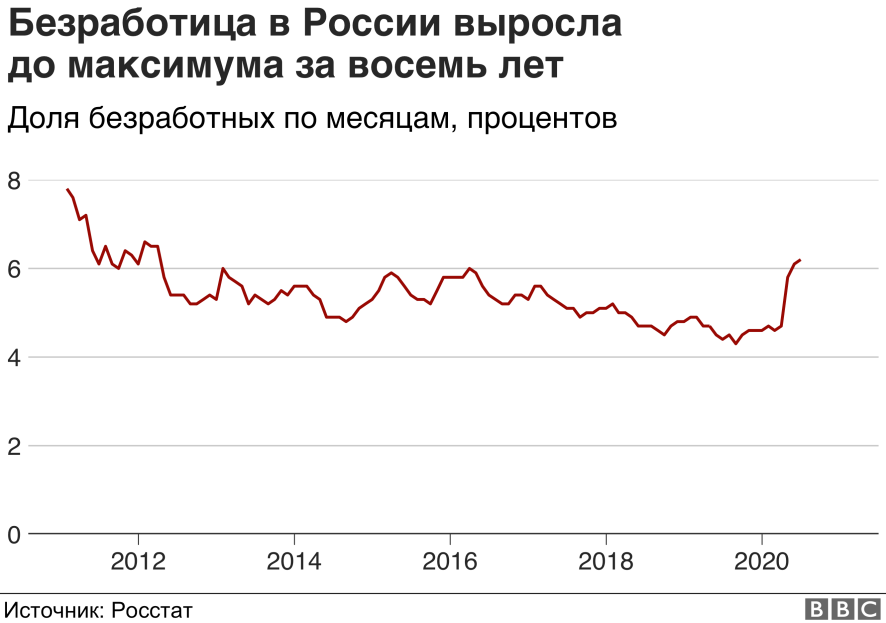 Безработица в России выросла
до максимума за восемь лет
Доля безработных по месяцам, процентов
8
6
4
2
0
2012 2014 2016 2018 2020
Источник: Росстат
BBC